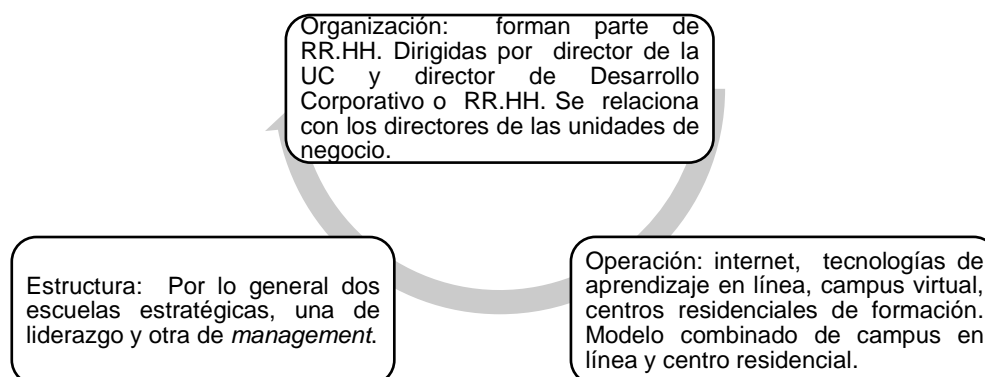 Organización: forman parte de
RR.HH. Dirigidas por director de la
UC y director de Desarrollo
Corporativo o RR.HH. Se relaciona
con los directores de las unidades de
negocio.
Estructura: Por lo general dos
escuelas estratégicas, una de
liderazgo y otra de management.
Operación: internet, tecnologías de
aprendizaje en línea, campus virtual,
centros residenciales de formación.
Modelo combinado de campus en
línea y centro residencial.